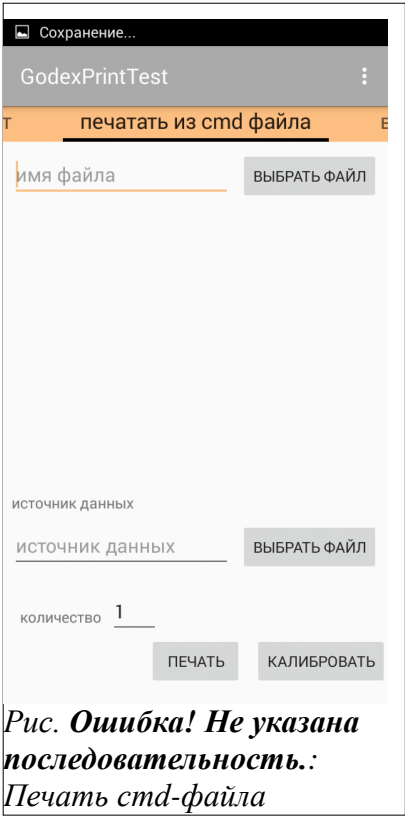 Сохранение...
GodexPrintTest
т печатать из cmd файла в
имя файла ВЫБРАТЬ ФАЙЛ
источник данных
источник данных ВЫБРАТЬ ФАЙЛ
количество 1
ПЕЧАТЬ КАЛИБРОВАТЬ
Рис. Ошибка! Не указана
последовательность.:
Печать cmd-файла